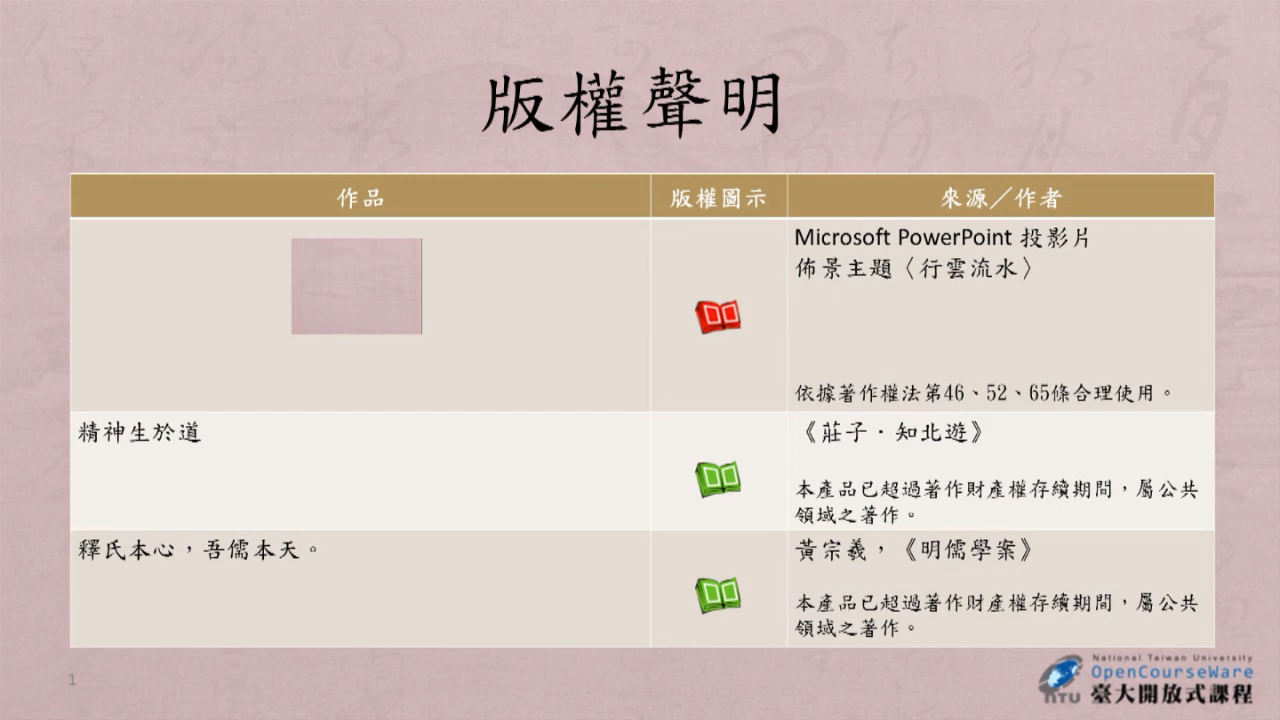 版權聲明
作品
版權圖示
來源／作者
Microsoft PowerPoint 投影片
佈景主題〈行雲流水〉
依據著作權法第46、52、65條合理使用。
精神生於道
《莊子．知北遊》
本產品已超過著作財產權存續期間，屬公共
領域之著作。
釋氏本心，吾儒本天。
黃宗羲，《明儒學案》
本產品已超過著作財產權存續期間，屬公共
領域之著作。
1
National Taiwan University
OpenCourseWare
NTU
臺大開放式課程